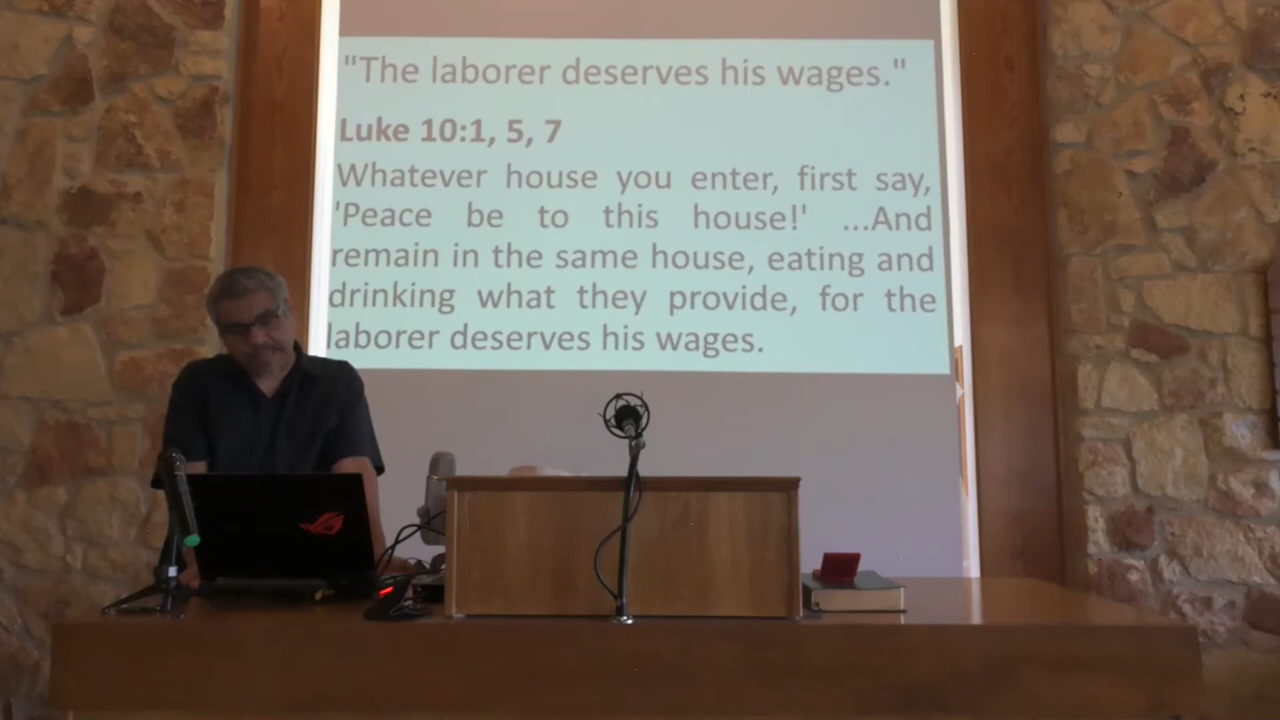 "The laborer deserves his wages."
Luke 10:1, 5, 7
Whatever house you enter, first say,
'Peace be to this house!' ...And
remain in the same house, eating and
drinking what they provide, for the
laborer deserves his wages.